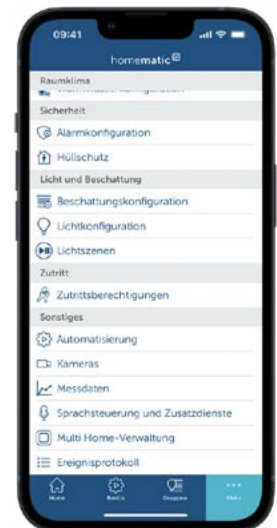 09:41
homematic IP
Raumklima
Sicherheit
Alarmkonfiguration
Hüllschutz
Licht und Beschattung
Beschattungskonfiguration
Lichtkonfiguration
Lichtszenen
Zutritt
Zutrittsberechtigungen
Sonstiges
Automatisierung
Kameras
Messdaten
Sprachsteuerung und Zusatzdienste
Multi Home-Verwaltung
Ereignisprotokoll
Home
Gruppen